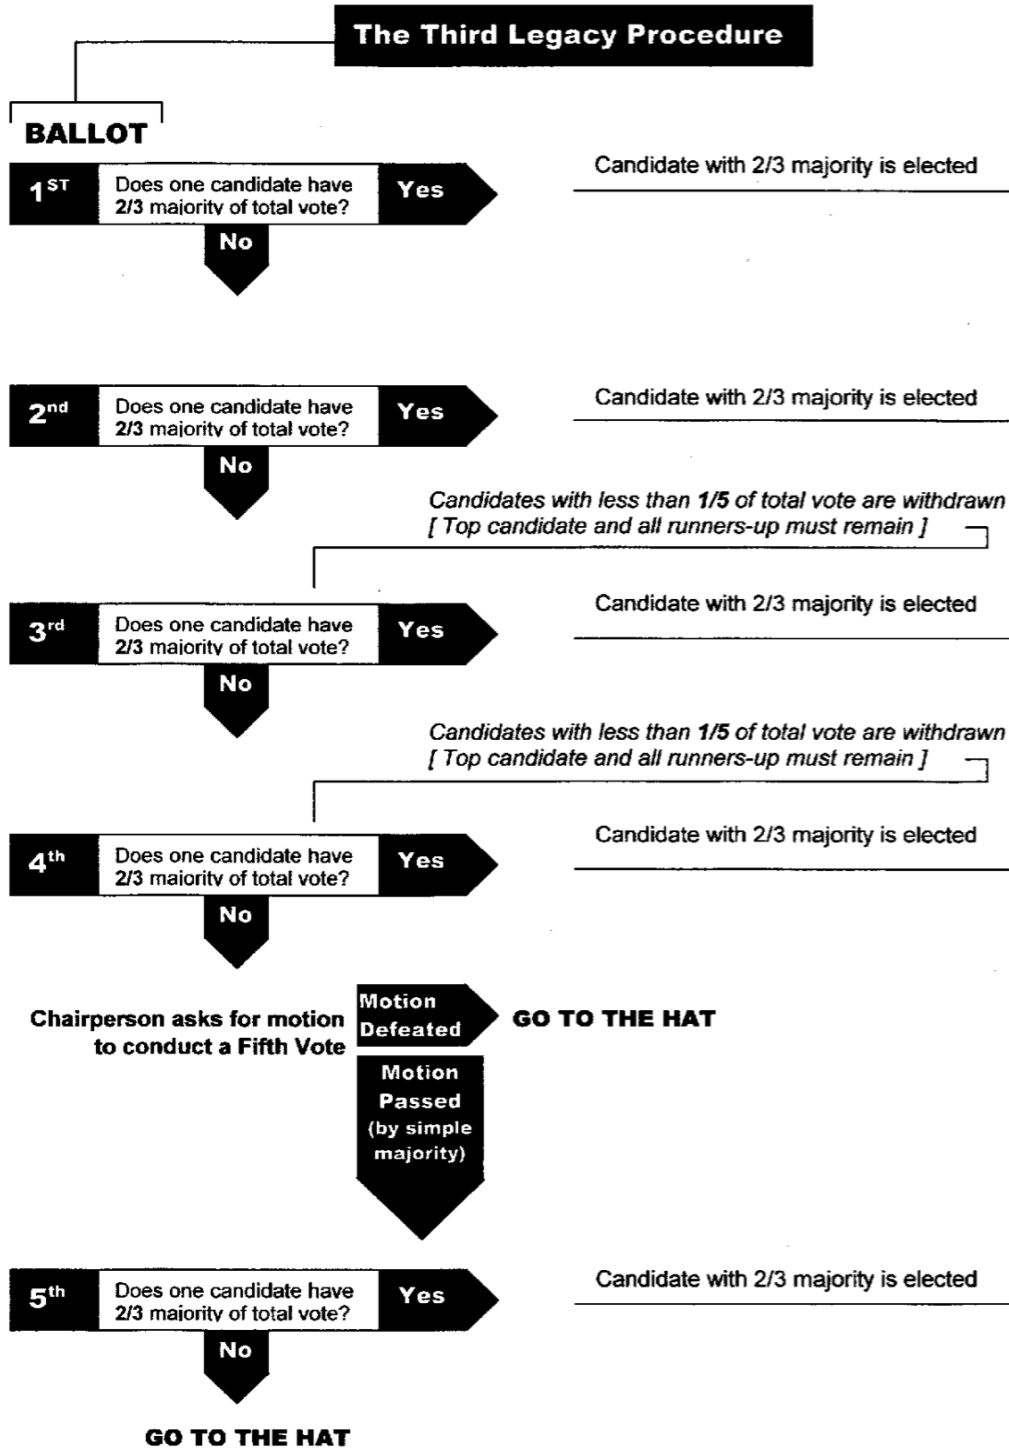 The Third Legacy Procedure
BALLOT
1ST
Does one candidate have
2/3 majority of total vote?
Yes
Candidate with 2/3 majority is elected
No
2nd
Does one candidate have
2/3 majority of total vote?
Yes
Candidate with 2/3 majority is elected
No
Candidates with less than 1/5 of total vote are withdrawn
[ Top candidate and all runners-up must remain ]
3rd
Does one candidate have
2/3 majority of total vote?
Yes
Candidate with 2/3 majority is elected
No
Candidates with less than 1/5 of total vote are withdrawn
[ Top candidate and all runners-up must remain ]
4th
Does one candidate have
2/3 majority of total vote?
Yes
Candidate with 2/3 majority is elected
No
Chairperson asks for motion
to conduct a Fifth Vote
Motion
Defeated
GO TO THE HAT
Motion
Passed
(by simple
majority)
5th
Does one candidate have
2/3 majority of total vote?
Yes
Candidate with 2/3 majority is elected
No
GO TO THE HAT